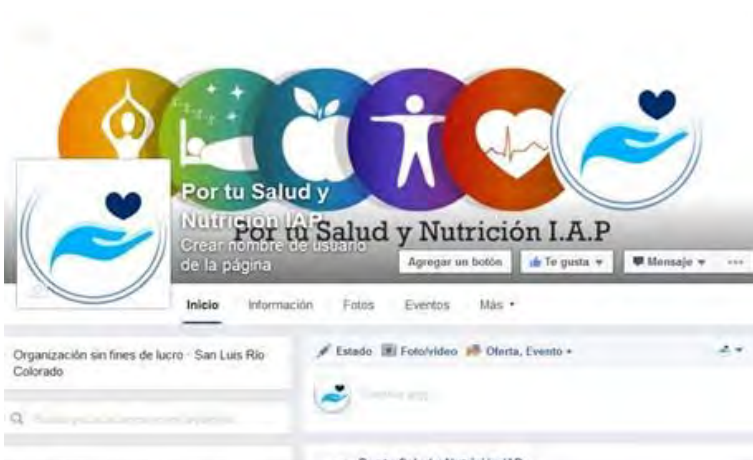 Por tu Salud y
Nutrición IAP
Por tu Salud y Nutrición I.A.P
Crear nombre de usuario
de la página
Agregar un botón
Te gusta
Mensaje
Inicio
Información
Fotos
Eventos
Más
Organización sin fines de lucro · San Luis Río
Colorado
Estado
Foto/video
Oferta, Evento +